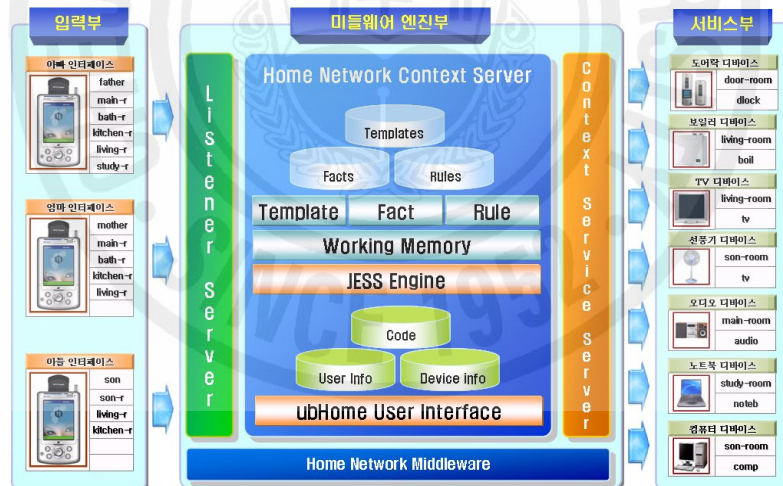 입력부
아빠 인터페이스
father
main-r
bath-r
kitchen-r
living-r
study-r
엄마 인터페이스
mother
main-r
bath-r
kitchen-r
living-r
아들 인터페이스
son
son-r
living-r
kitchen-r
미들웨어 엔진부
Listener Server
Home Network Context Server
Templates
Facts
Rules
Template
Fact
Rule
Working Memory
JESS Engine
Code
User Info
Device info
ubHome User Interface
Context Service Server
Home Network Middleware
서비스부
도어락 디바이스
door-room
dlock
보일러 디바이스
living-room
boil
TV 디바이스
living-room
tv
선풍기 디바이스
son-room
tv
오디오 디바이스
main-room
audio
노트북 디바이스
study-room
noteb
컴퓨터 디바이스
son-room
comp
SINCE 1952